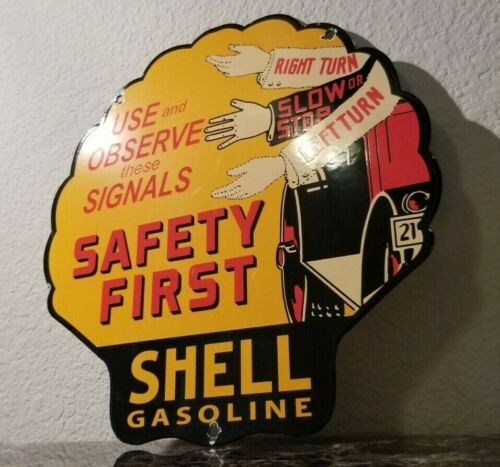 USE and
OBSERVE
these
SIGNALS
SAFETY
FIRST
RIGHT TURN
SLOW OR
STOP
LEFT TURN
21
SHELL
GASOLINE